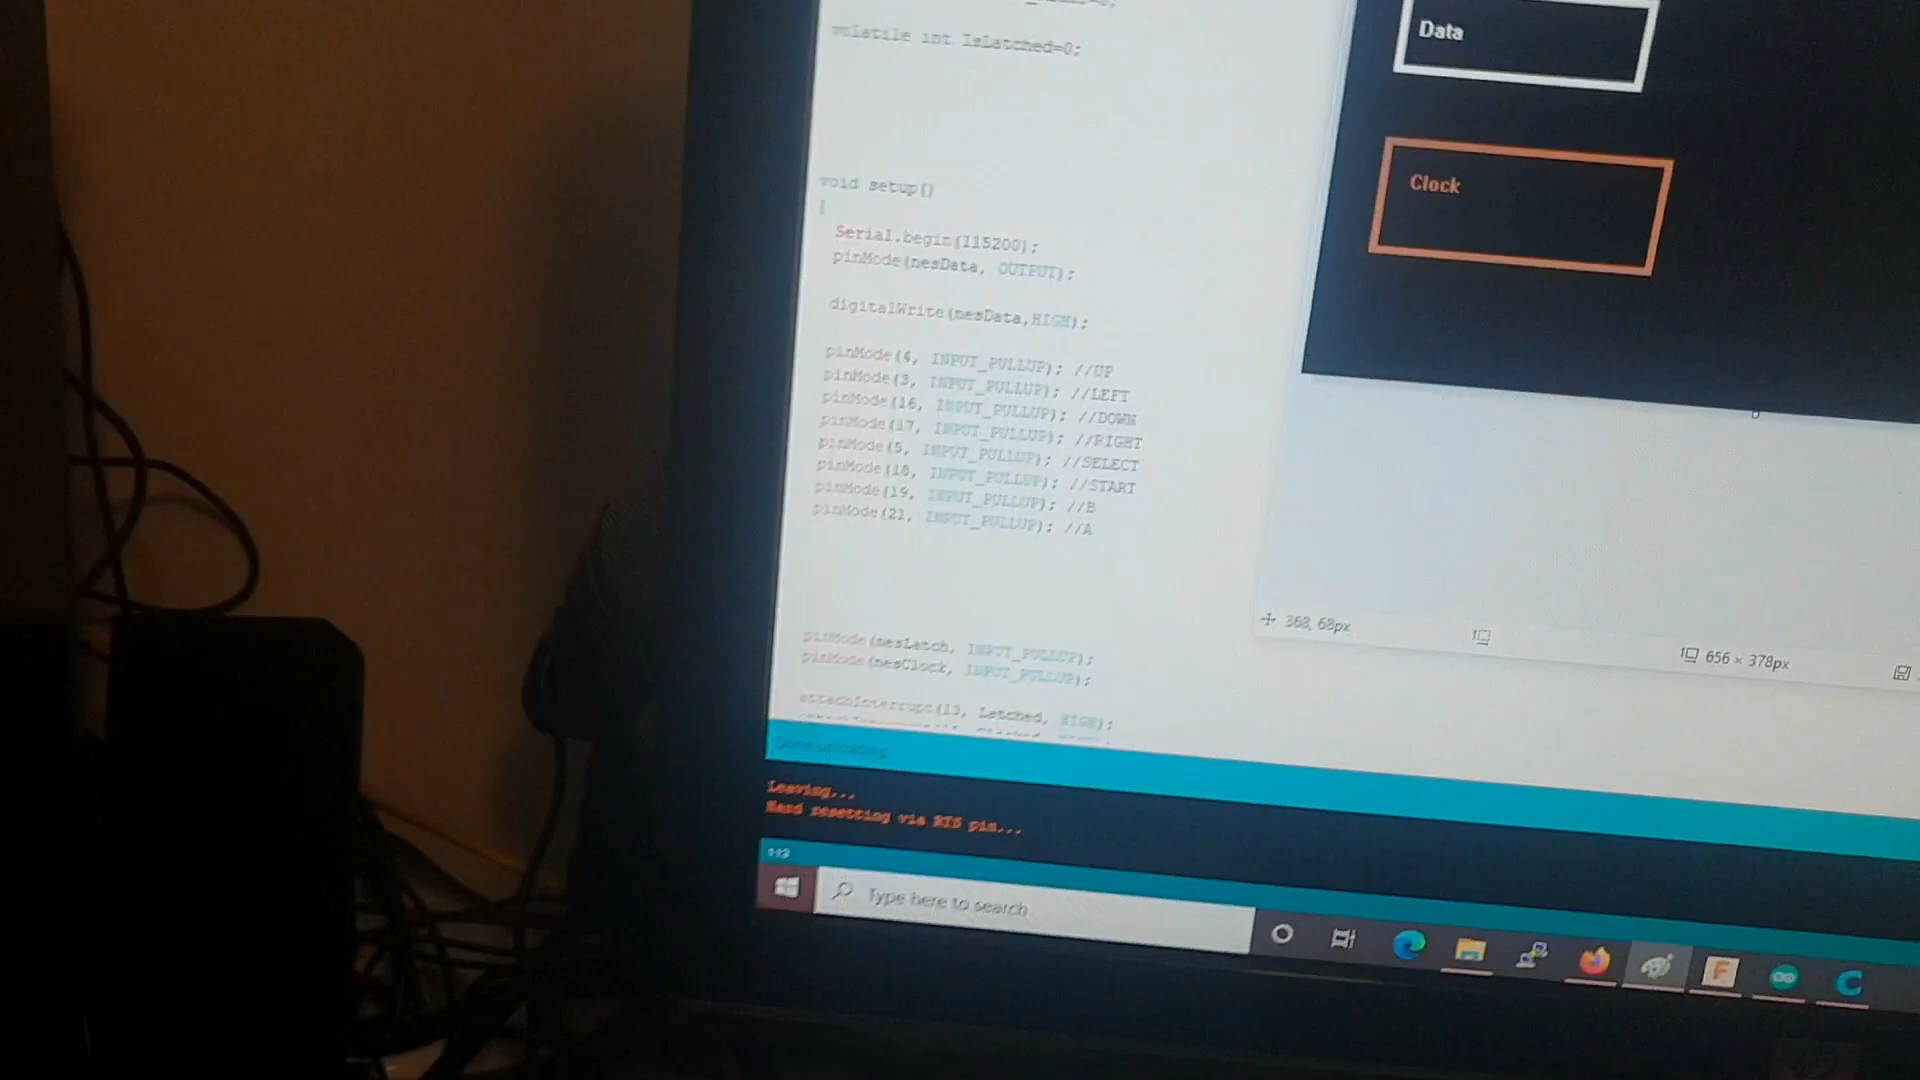 volatile int IsLatched=0;
void setup()
{
Serial.begin(115200);
pinMode(nesData, OUTPUT);
digitalWrite(nesData,HIGH);
pinMode(4, INPUT_PULLUP); //UP
pinMode(3, INPUT_PULLUP); //LEFT
pinMode(16, INPUT_PULLUP); //DOWN
pinMode(17, INPUT_PULLUP); //RIGHT
pinMode(5, INPUT_PULLUP); //SELECT
pinMode(18, INPUT_PULLUP); //START
pinMode(19, INPUT_PULLUP); //B
pinMode(21, INPUT_PULLUP); //A
pinMode(nesLatch, INPUT_PULLUP);
pinMode(nesClock, INPUT_PULLUP);
attachInterrupt(13, Latched, HIGH);
Done uploading
Leaving...
Hard resetting via RTS pin...
Data
Clock
368, 68px
656 × 378px
Type here to search